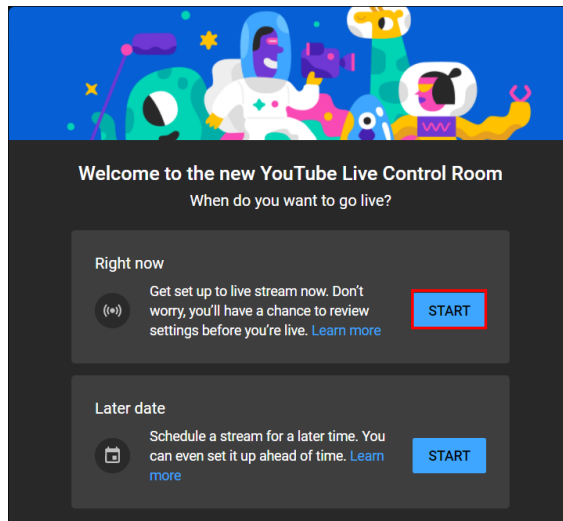 Welcome to the new YouTube Live Control Room
When do you want to go live?
Right now
Get set up to live stream now. Don't
worry, you'll have a chance to review
settings before you're live. Learn more
START
Later date
Schedule a stream for a later time. You
can even set it up ahead of time. Learn
more
START